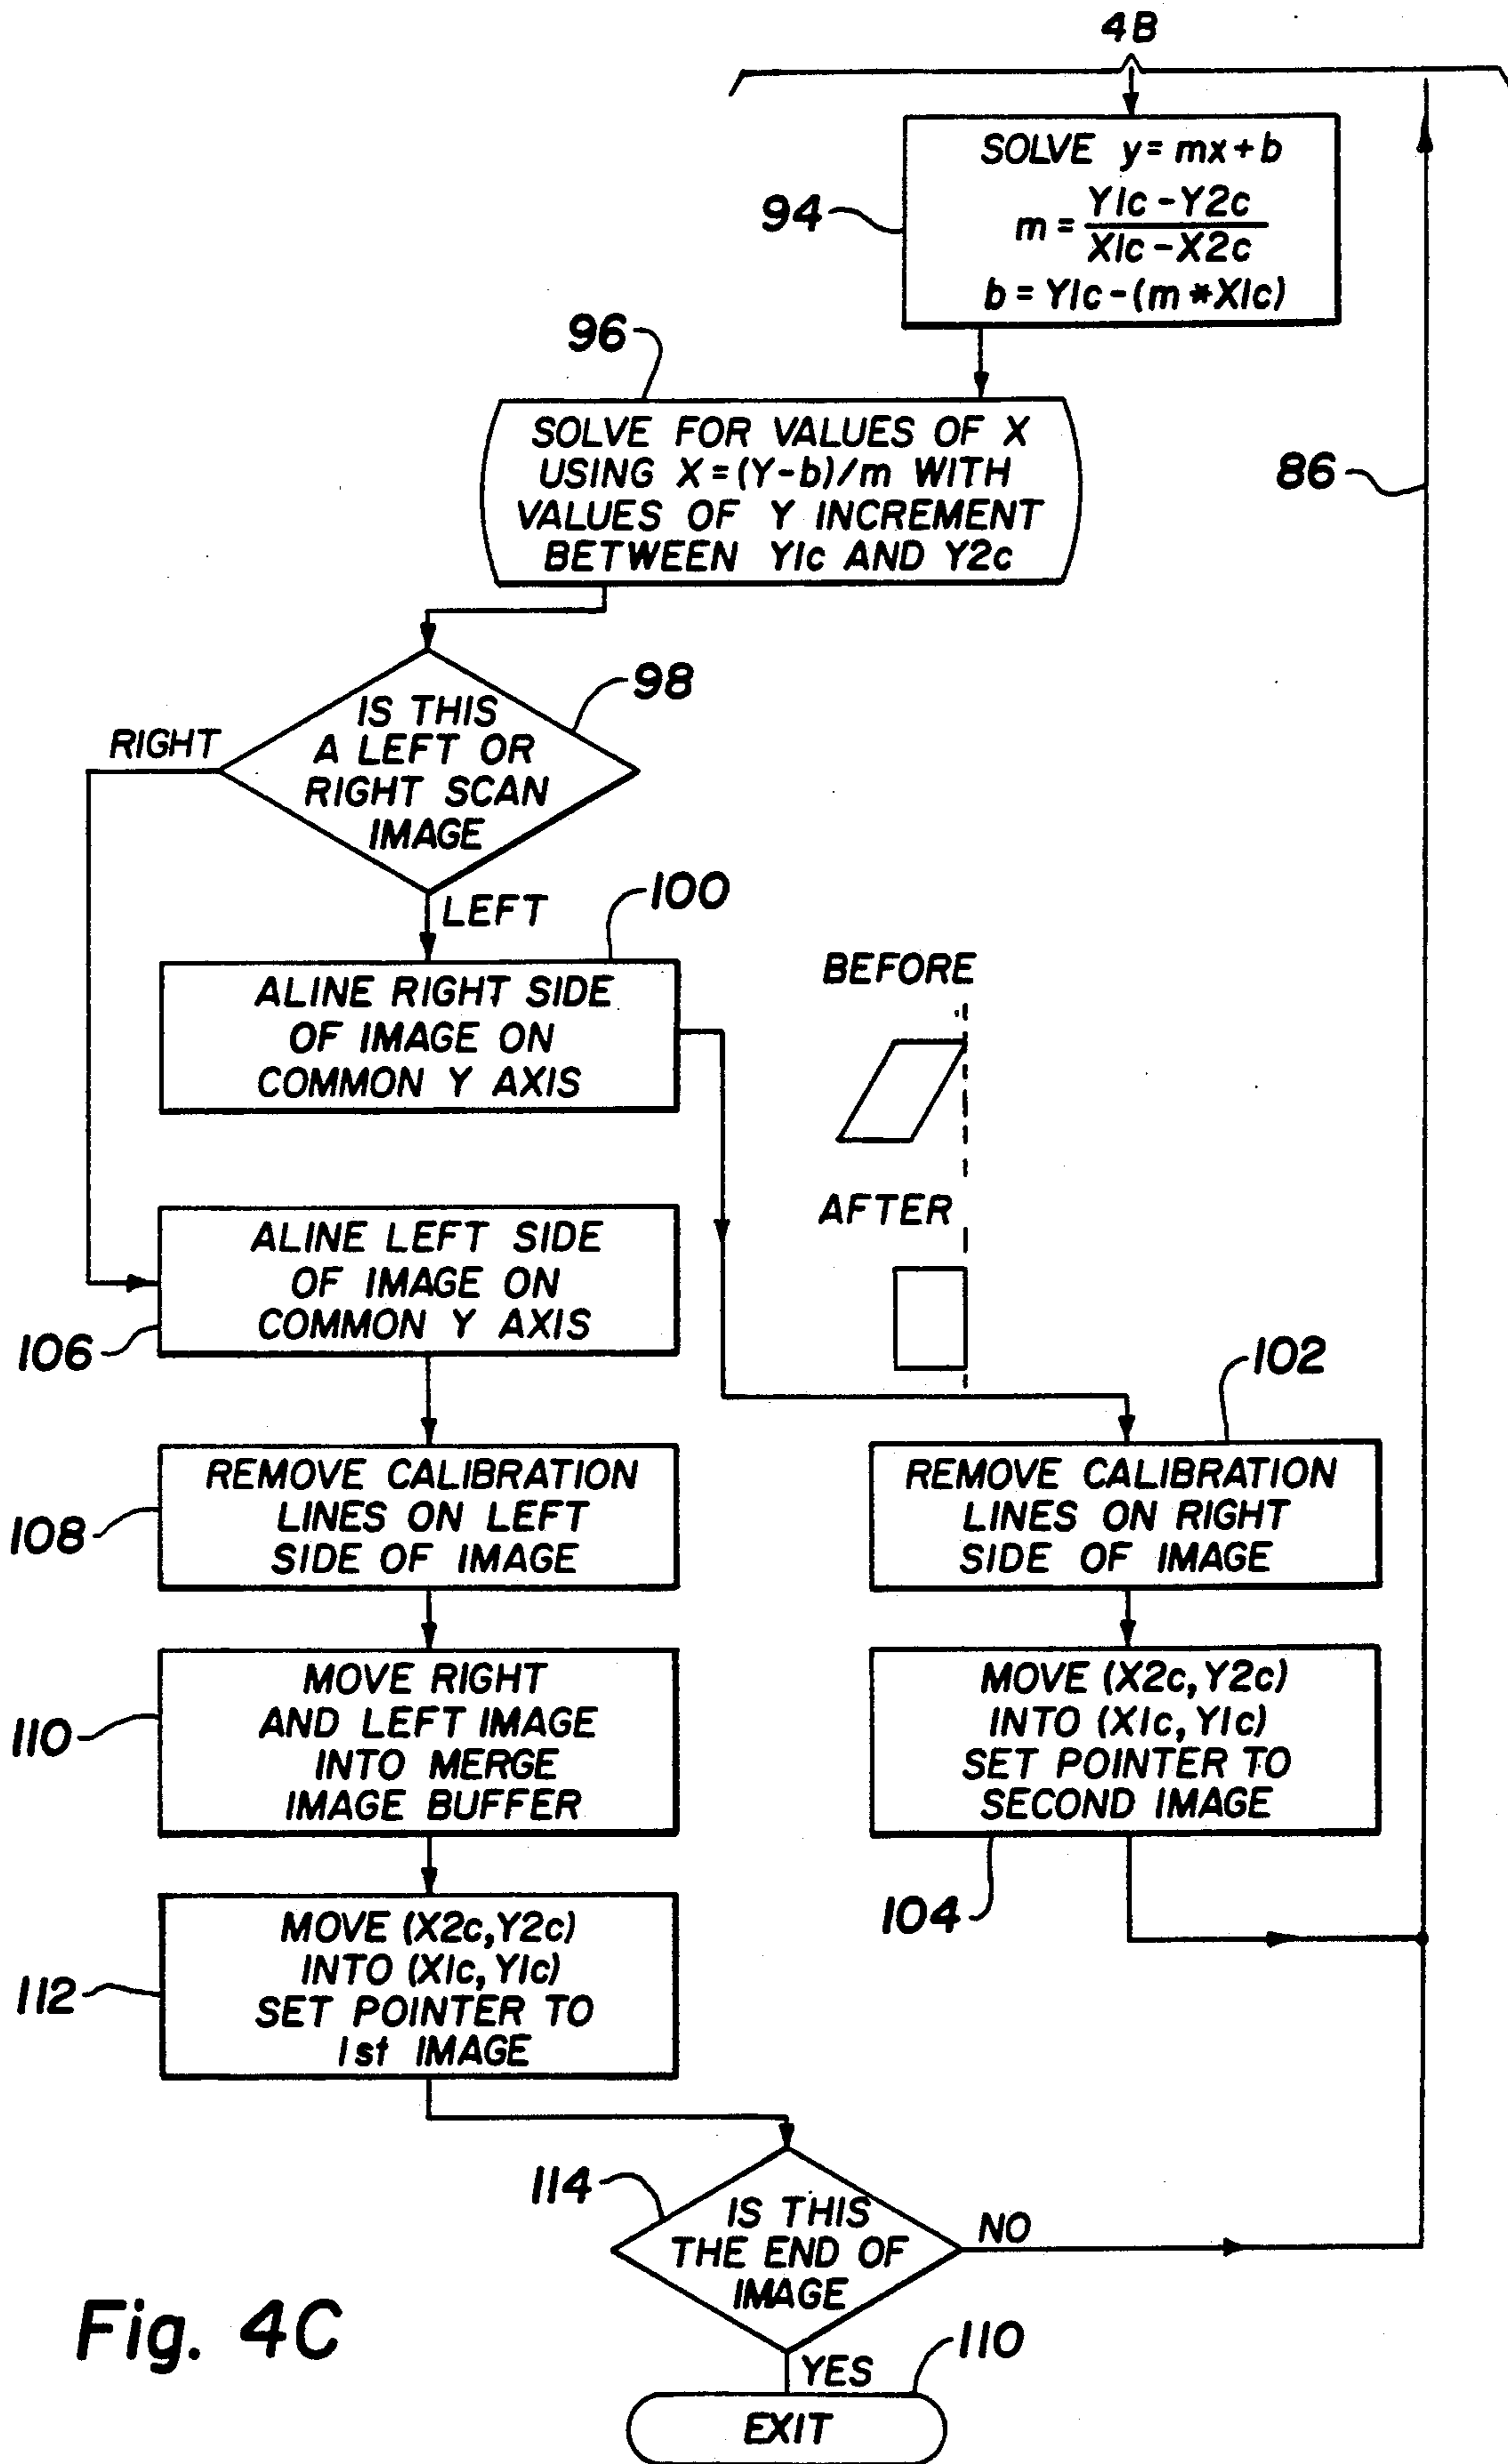 4B
SOLVE y=mx+b
m= Y1c-Y2c
X1c-X2c
b=Y1c-(m*X1c)
94
96
SOLVE FOR VALUES OF X
USING X=(Y-b)/m WITH
VALUES OF Y INCREMENT
BETWEEN Y1c AND Y2c
86
98
IS THIS
A LEFT OR
RIGHT SCAN
IMAGE
RIGHT
LEFT
100
ALINE RIGHT SIDE
OF IMAGE ON
COMMON Y AXIS
BEFORE
AFTER
ALINE LEFT SIDE
OF IMAGE ON
COMMON Y AXIS
106
102
REMOVE CALIBRATION
LINES ON LEFT
SIDE OF IMAGE
108
REMOVE CALIBRATION
LINES ON RIGHT
SIDE OF IMAGE
MOVE RIGHT
AND LEFT IMAGE
INTO MERGE
IMAGE BUFFER
110
MOVE (X2c,Y2c)
INTO (X1c,Y1c)
SET POINTER TO
SECOND IMAGE
104
MOVE (X2c,Y2c)
INTO (X1c,Y1c)
SET POINTER TO
1st IMAGE
112
114
IS THIS
THE END OF
IMAGE
NO
YES
110
EXIT
Fig. 4C